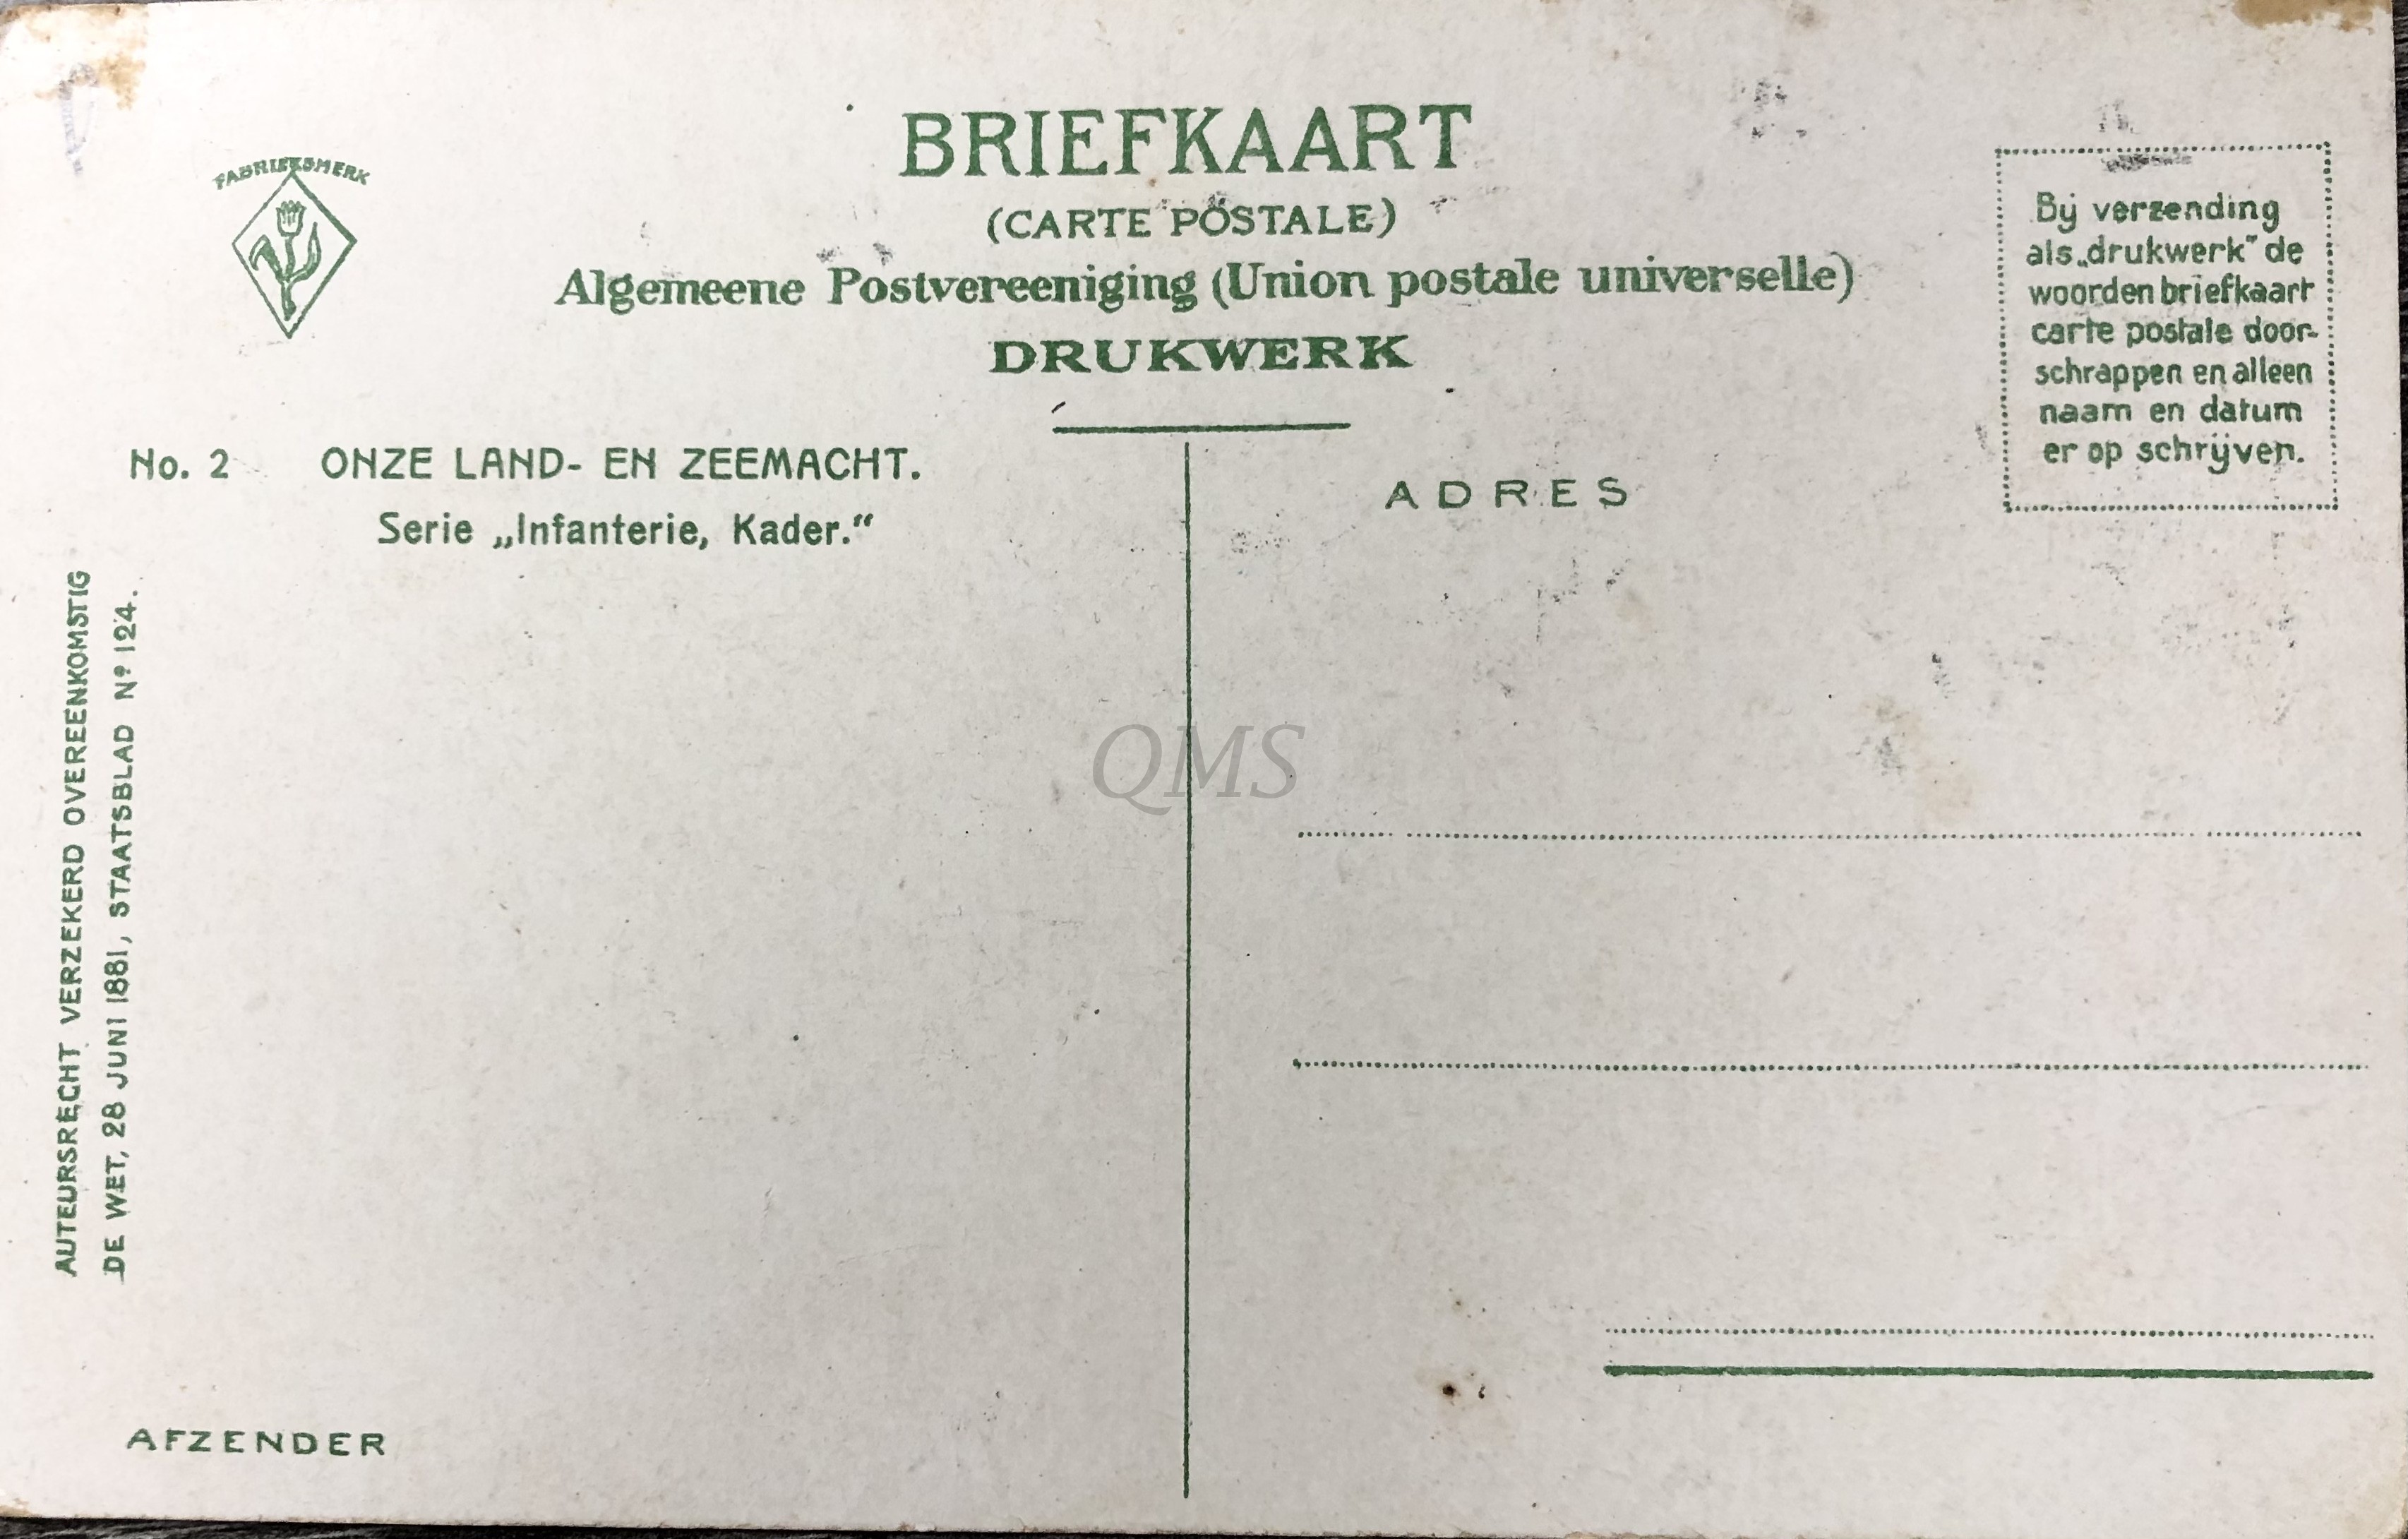 FABRIEKSMERK
BRIEFKAART
(CARTE POSTALE)
Algemeene Postvereeniging (Union postale universelle)
DRUKWERK
Bij verzending
als „drukwerk” de
woorden briefkaart
carte postale door-
schrappen en alleen
naam en datum
er op schrijven.
No. 2 ONZE LAND- EN ZEEMACHT.
Serie „Infanterie, Kader.“
ADRES
AUTEURSRECHT VERZEKERD OVEREENKOMSTIG
DE WET, 28 JUNI 1881, STAATSBLAD No 124.
QMS
AFZENDER